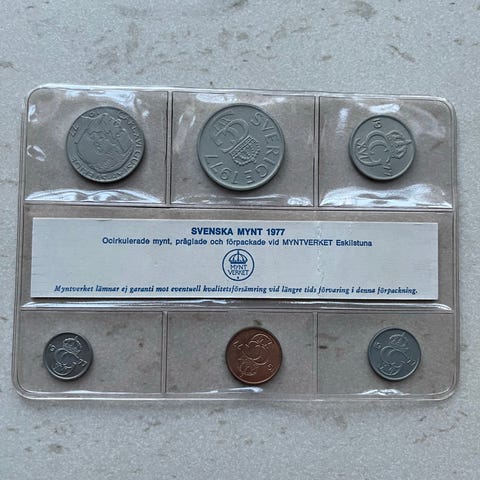 SVERIGE 1977
SVENSKA MYNT 1977
Ocirkulerade mynt, präglade och förpackade vid MYNTVERKET Eskilstuna
MYNT
VERKET
Myntverket lämnar ej garanti mot eventuell kvalitetsförsämring vid längre tids förvaring i denna förpackning.